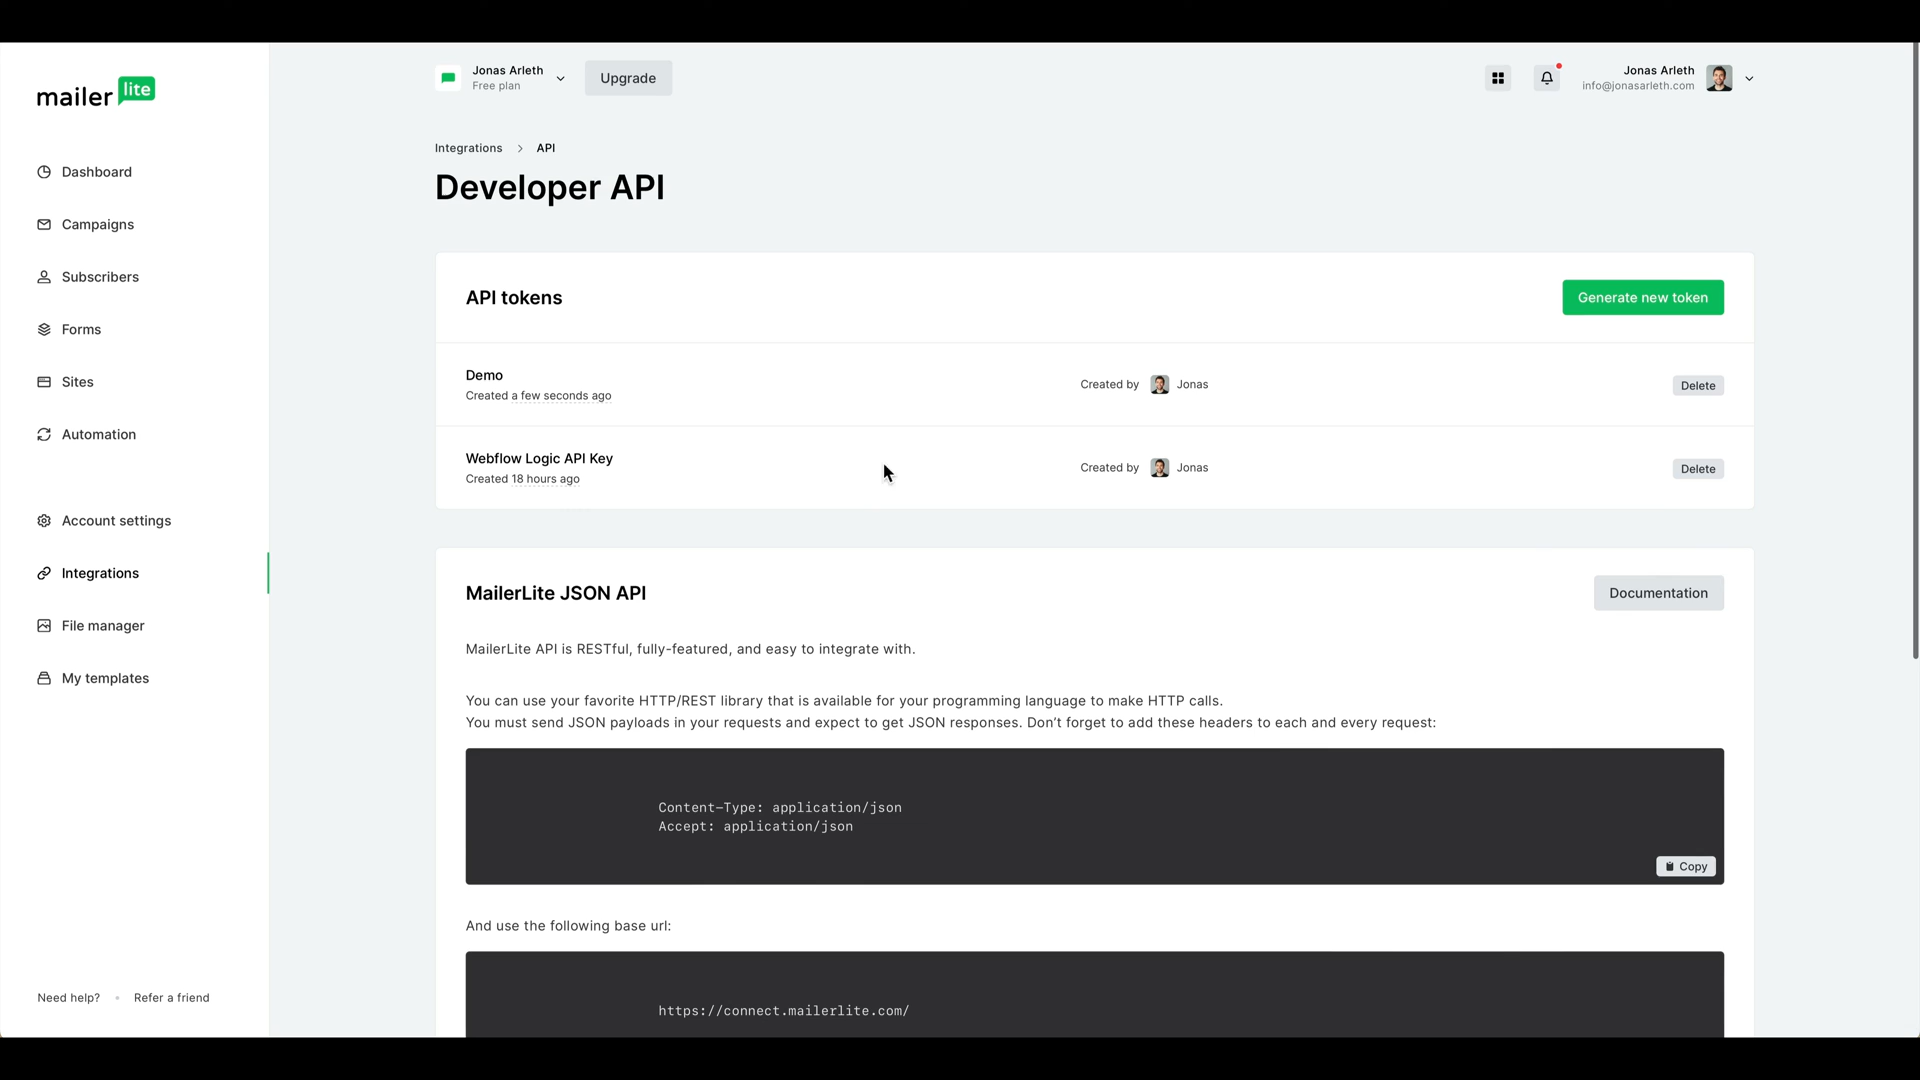 mailer lite
Dashboard
Campaigns
Subscribers
Forms
Sites
Automation
Account settings
Integrations
File manager
My templates
Need help? • Refer a friend
Jonas Arleth
Free plan
Upgrade
Jonas Arleth
info@jonasarleth.com
Integrations > API
Developer API
API tokens
Generate new token
Demo
Created a few seconds ago
Created by Jonas
Delete
Webflow Logic API Key
Created 18 hours ago
Created by Jonas
Delete
MailerLite JSON API
Documentation
MailerLite API is RESTful, fully-featured, and easy to integrate with.
You can use your favorite HTTP/REST library that is available for your programming language to make HTTP calls.
You must send JSON payloads in your requests and expect to get JSON responses. Don’t forget to add these headers to each and every request:
Content-Type: application/json
Accept: application/json
Copy
And use the following base url:
https://connect.mailerlite.com/